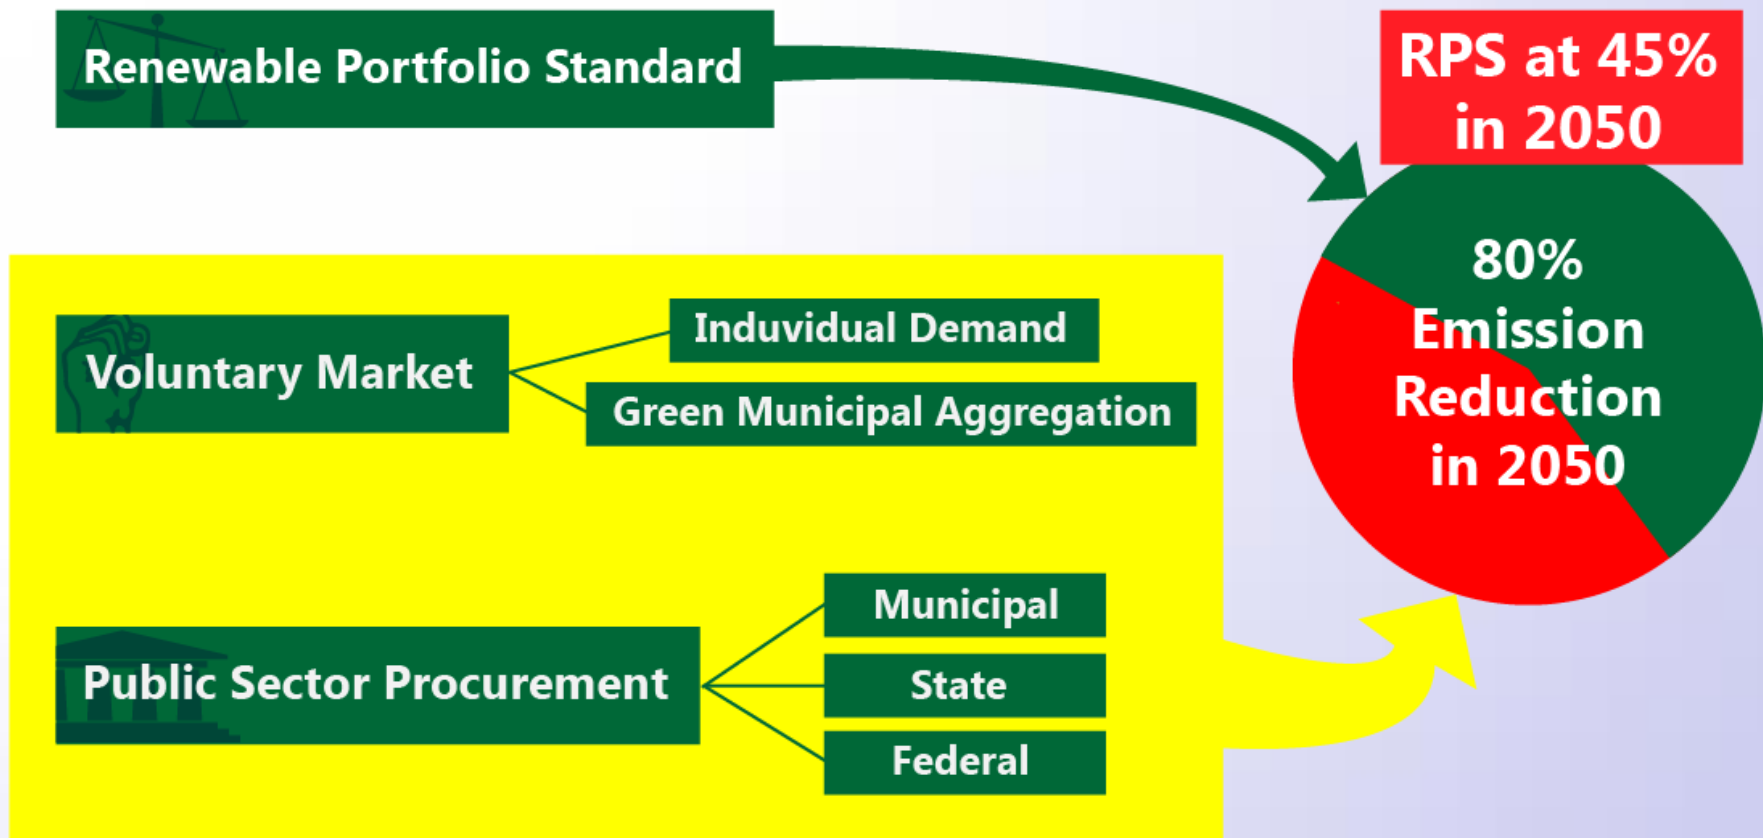 Renewable Portfolio Standard
RPS at 45%
in 2050
80%
Emission
Reduction
in 2050
Voluntary Market
Induvidual Demand
Green Municipal Aggregation
Public Sector Procurement
Municipal
State
Federal